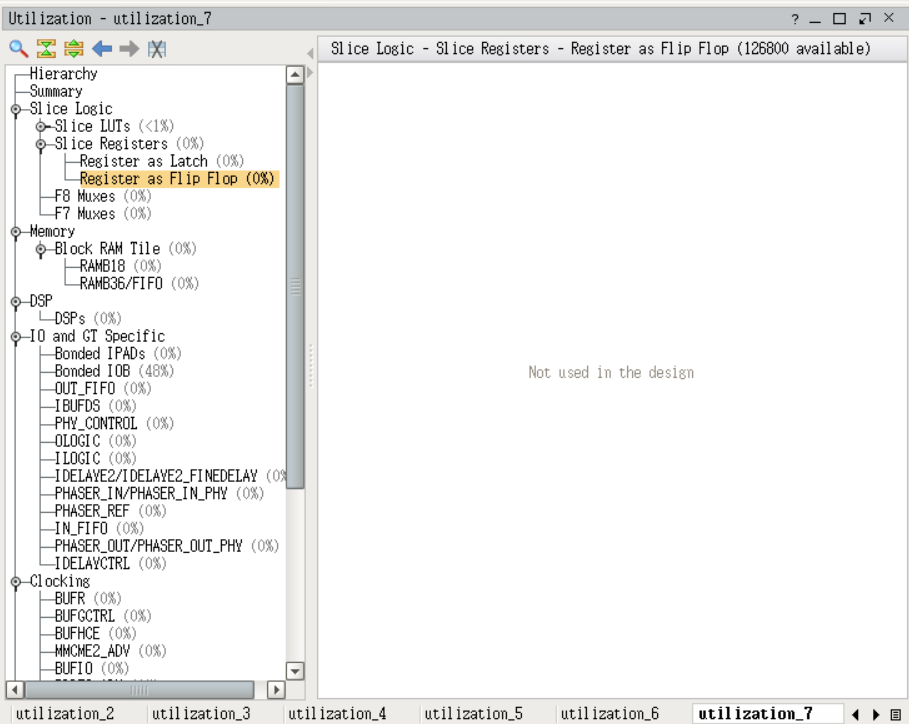 Utilization - utilization_7
Slice Logic - Slice Registers - Register as Flip Flop (126800 available)
Hierarchy
Summary
Slice Logic
Slice LUTs (<1%)
Slice Registers (0%)
Register as Latch (0%)
Register as Flip Flop (0%)
F8 Muxes (0%)
F7 Muxes (0%)
Memory
Block RAM Tile (0%)
RAMB18 (0%)
RAMB36/FIFO (0%)
DSP
DSPs (0%)
IO and GT Specific
Bonded IPADs (0%)
Bonded IOB (48%)
OUT_FIFO (0%)
IBUFDS (0%)
PHY_CONTROL (0%)
OLOGIC (0%)
ILOGIC (0%)
IDELAYE2/IDELAYE2_FINEDELAY (0%
PHASER_IN/PHASER_IN_PHY (0%)
PHASER_REF (0%)
IN_FIFO (0%)
PHASER_OUT/PHASER_OUT_PHY (0%)
IDELAYCTRL (0%)
Clocking
BUFR (0%)
BUFGCTRL (0%)
BUFHCE (0%)
MMCME2_ADV (0%)
BUFIO (0%)
Not used in the design
utilization_2 utilization_3 utilization_4 utilization_5 utilization_6 utilization_7